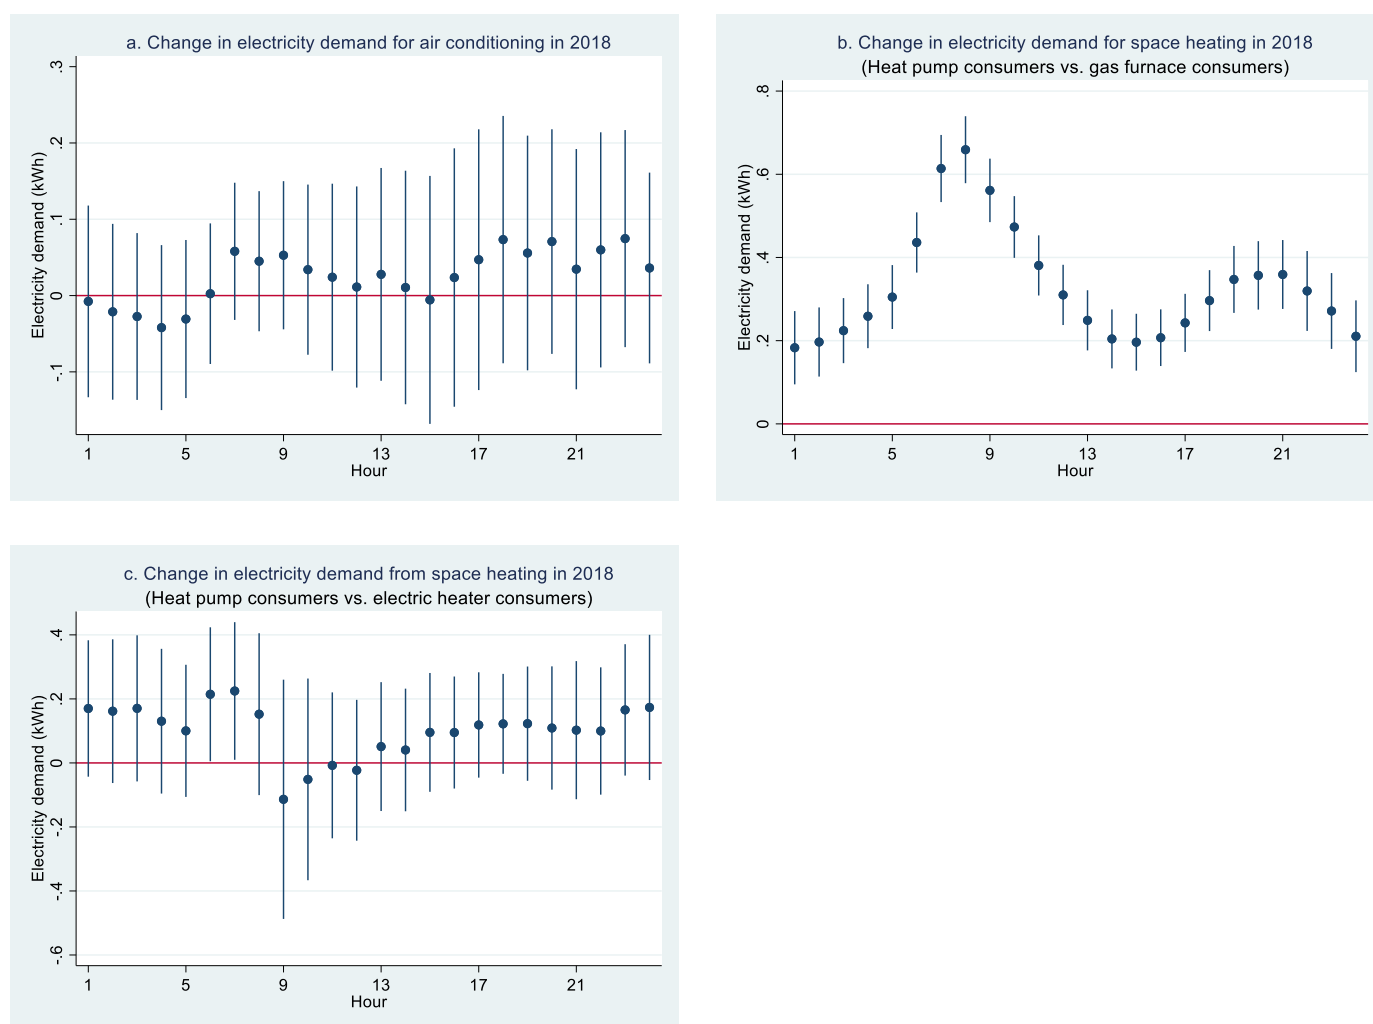 a. Change in electricity demand for air conditioning in 2018
Electricity demand (kWh)
.3
.2
.1
0
-.1
1 5 9 13 17 21
Hour
b. Change in electricity demand for space heating in 2018
(Heat pump consumers vs. gas furnace consumers)
Electricity demand (kWh)
.8
.6
.4
.2
0
1 5 9 13 17 21
Hour
c. Change in electricity demand from space heating in 2018
(Heat pump consumers vs. electric heater consumers)
Electricity demand (kWh)
.4
.2
0
-.2
-.4
-.6
1 5 9 13 17 21
Hour